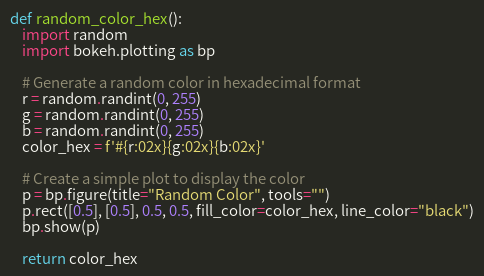 def random_color_hex():
    import random
    import bokeh.plotting as bp

    # Generate a random color in hexadecimal format
    r = random.randint(0, 255)
    g = random.randint(0, 255)
    b = random.randint(0, 255)
    color_hex = f'#{r:02x}{g:02x}{b:02x}'

    # Create a simple plot to display the color
    p = bp.figure(title="Random Color", tools="")
    p.rect([0.5], [0.5], 0.5, 0.5, fill_color=color_hex, line_color="black")
    bp.show(p)

    return color_hex